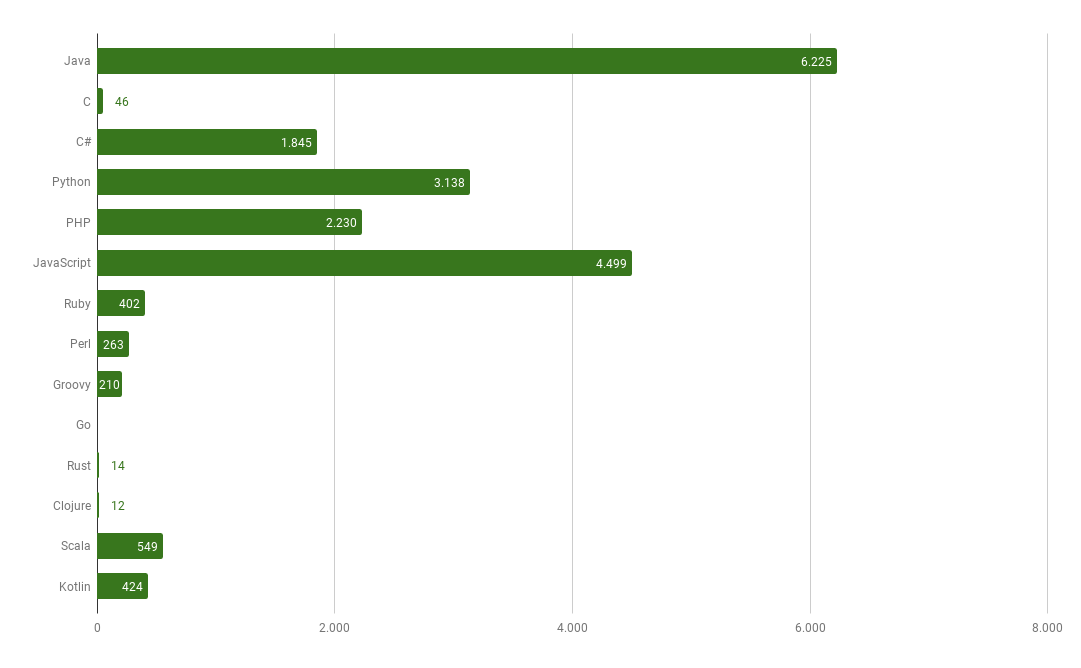 Java 6.225
C 46
C# 1.845
Python 3.138
PHP 2.230
JavaScript 4.499
Ruby 402
Perl 263
Groovy 210
Go
Rust 14
Clojure 12
Scala 549
Kotlin 424
0 2.000 4.000 6.000 8.000